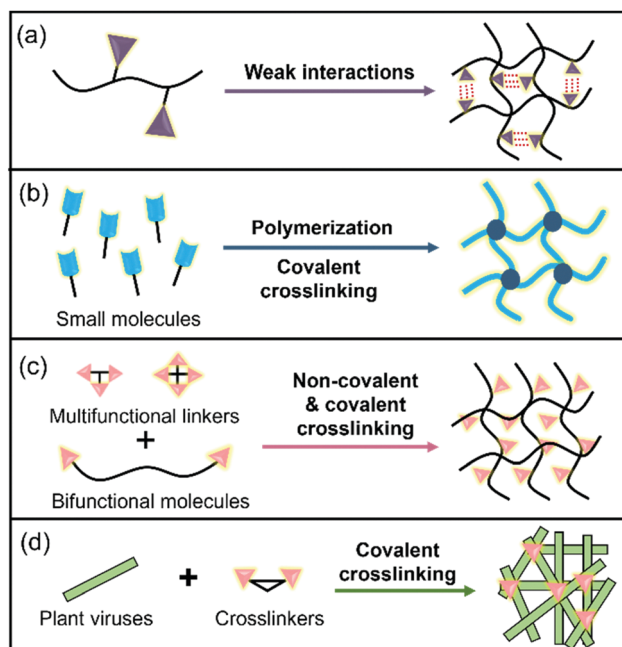 (a)
Weak interactions
(b)
Polymerization
Covalent
crosslinking
Small molecules
(c)
Multifunctional linkers
+
Bifunctional molecules
Non-covalent
& covalent
crosslinking
(d)
+
Plant viruses
Crosslinkers
Covalent
crosslinking